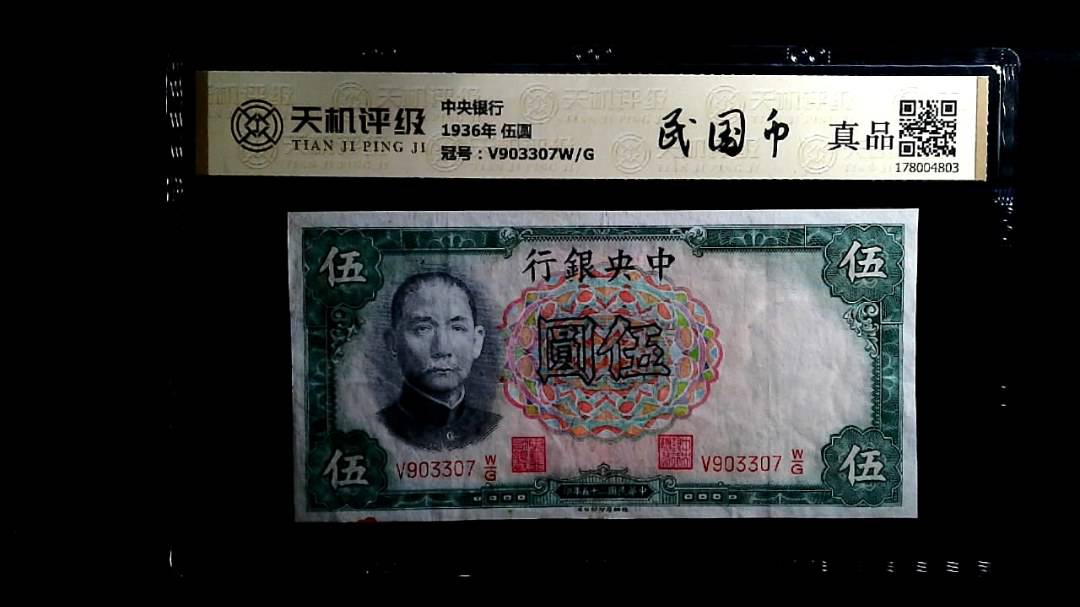 天机评级
TIAN JI PING JI
中央银行
1936年 伍圆
冠号：V903307W/G
民国币
真品
178004803
伍
行銀央中
伍
圓伍
V903307 W/G
V903307 W/G
伍
伍